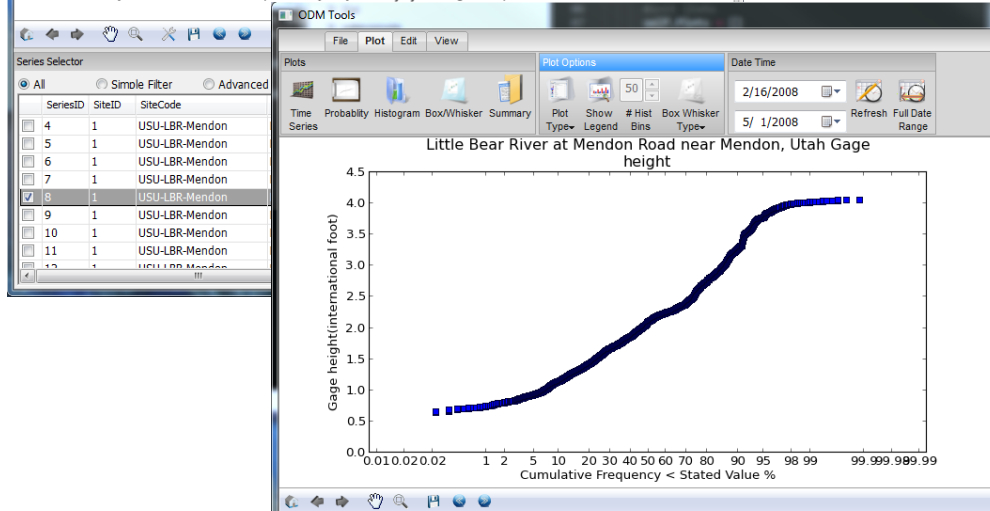 Series Selector
All Simple Filter Advanced
SeriesID SiteID SiteCode
4 1 USU-LBR-Mendon
5 1 USU-LBR-Mendon
6 1 USU-LBR-Mendon
7 1 USU-LBR-Mendon
8 1 USU-LBR-Mendon
9 1 USU-LBR-Mendon
10 1 USU-LBR-Mendon
11 1 USU-LBR-Mendon
ODM Tools
File Plot Edit View
Plots Plot Options Date Time
50 2/16/2008
Time Series Probablity Histogram Box/Whisker Summary Plot Type Show Legend # Hist Bins Box Whisker Type 5/ 1/2008 Refresh Full Date Range
Little Bear River at Mendon Road near Mendon, Utah Gage
height
Gage height(international foot)
4.5
4.0
3.5
3.0
2.5
2.0
1.5
1.0
0.5
0.0
0.01 0.02 0.02 1 2 5 10 20 30 40 50 60 70 80 90 95 98 99
Cumulative Frequency < Stated Value %